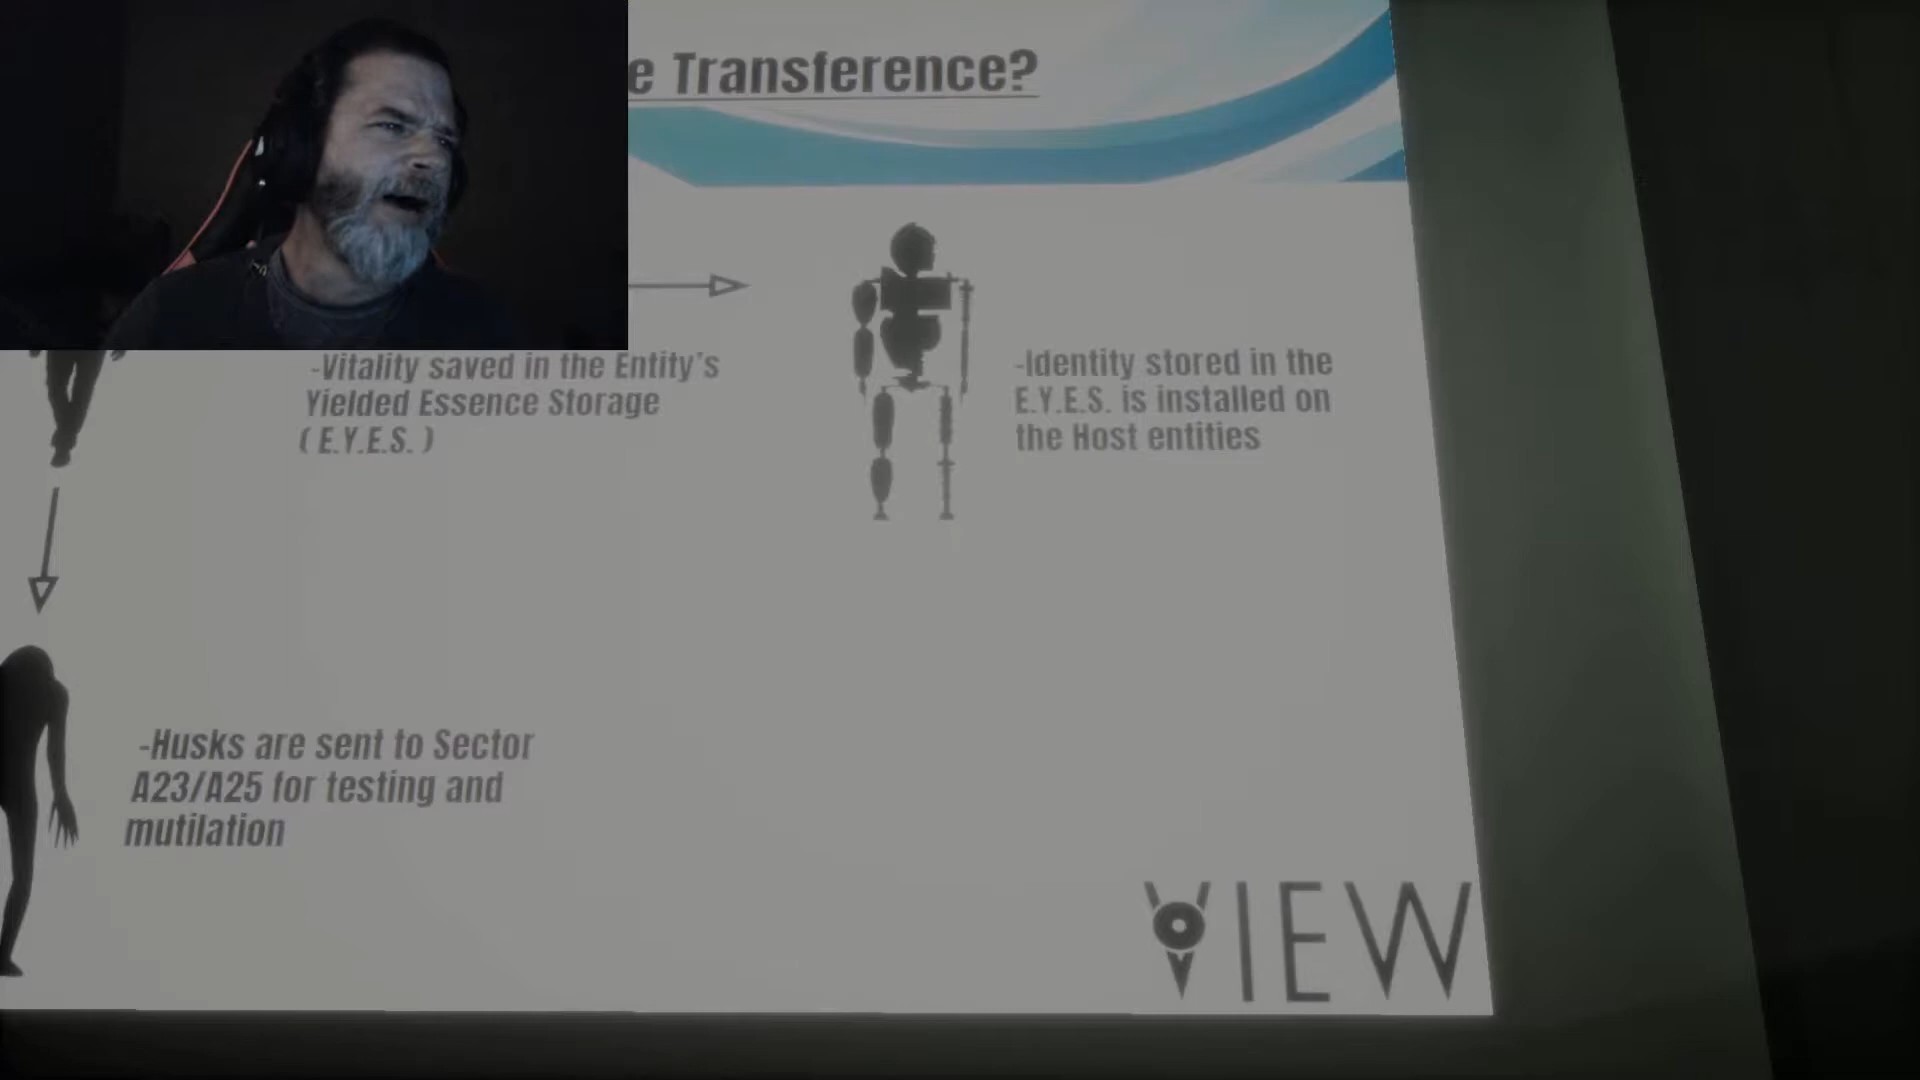 e Transference?
-Vitality saved in the Entity's
Yielded Essence Storage
( E.Y.E.S. )
-Identity stored in the
E.Y.E.S. is installed on
the Host entities
-Husks are sent to Sector
A23/A25 for testing and
mutilation
VIEW